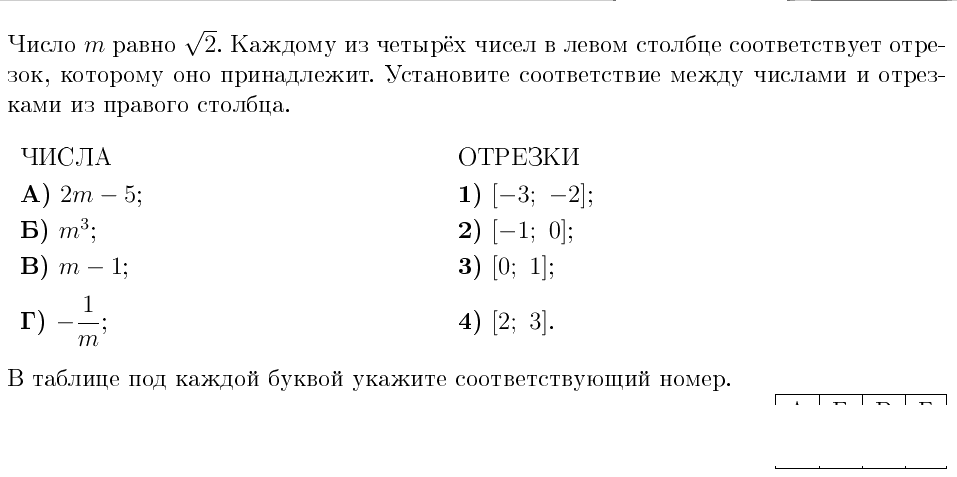 Число m равно √2. Каждому из четырёх чисел в левом столбце соответствует отре-
зок, которому оно принадлежит. Установите соответствие между числами и отрез-
ками из правого столбца.
ЧИСЛА ОТРЕЗКИ
А) 2m − 5; 1) [−3; −2];
Б) m³; 2) [−1; 0];
В) m − 1; 3) [0; 1];
Г) −1/m; 4) [2; 3].
В таблице под каждой буквой укажите соответствующий номер.